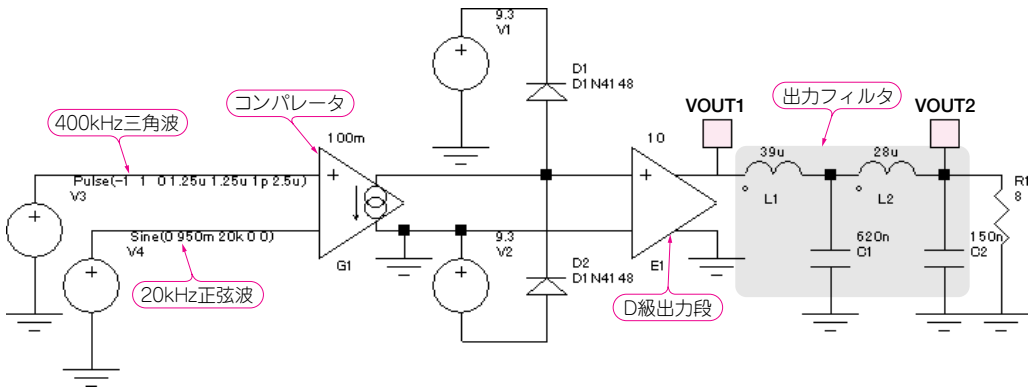 9.3
V1
D1
D1N4148
コンパレータ
400kHz三角波
100m
Pulse(-1 1 0 1.25u 1.25u 1p 2.5u)
V3
+
Sine(0 950m 20k 0 0)
V4
20kHz正弦波
G1
9.3
V2
D2
D1N4148
10
+
E1
D級出力段
VOUT1
出力フィルタ
VOUT2
39u
L1
28u
L2
620n
C1
150n
C2
R1
8
+
+
+
+